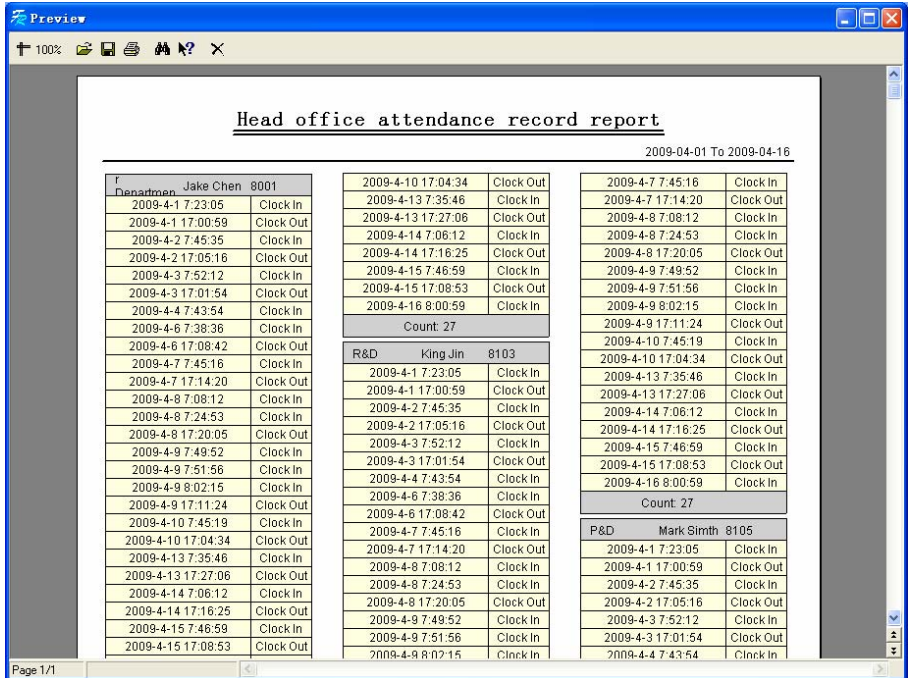 Preview
100%
Head office attendance record report
2009-04-01 To 2009-04-16
r
Departmen Jake Chen 8001
2009-4-1 7:23:05 Clock In
2009-4-1 17:00:59 Clock Out
2009-4-2 7:45:35 Clock In
2009-4-2 17:05:16 Clock Out
2009-4-3 7:52:12 Clock In
2009-4-3 17:01:54 Clock Out
2009-4-4 7:43:54 Clock In
2009-4-6 7:38:36 Clock In
2009-4-6 17:08:42 Clock Out
2009-4-7 7:45:16 Clock In
2009-4-7 17:14:20 Clock Out
2009-4-8 7:08:12 Clock In
2009-4-8 7:24:53 Clock In
2009-4-8 17:20:05 Clock Out
2009-4-9 7:49:52 Clock In
2009-4-9 7:51:56 Clock In
2009-4-9 8:02:15 Clock In
2009-4-9 17:11:24 Clock Out
2009-4-10 7:45:19 Clock In
2009-4-10 17:04:34 Clock Out
2009-4-13 7:35:46 Clock In
2009-4-13 17:27:06 Clock Out
2009-4-14 7:06:12 Clock In
2009-4-14 17:16:25 Clock Out
2009-4-15 7:46:59 Clock In
2009-4-15 17:08:53 Clock Out
2009-4-10 17:04:34 Clock Out
2009-4-13 7:35:46 Clock In
2009-4-13 17:27:06 Clock Out
2009-4-14 7:06:12 Clock In
2009-4-14 17:16:25 Clock Out
2009-4-15 7:46:59 Clock In
2009-4-15 17:08:53 Clock Out
2009-4-16 8:00:59 Clock In
Count: 27
R&D King Jin 8103
2009-4-1 7:23:05 Clock In
2009-4-1 17:00:59 Clock Out
2009-4-2 7:45:35 Clock In
2009-4-2 17:05:16 Clock Out
2009-4-3 7:52:12 Clock In
2009-4-3 17:01:54 Clock Out
2009-4-4 7:43:54 Clock In
2009-4-6 7:38:36 Clock In
2009-4-6 17:08:42 Clock Out
2009-4-7 7:45:16 Clock In
2009-4-7 17:14:20 Clock Out
2009-4-8 7:08:12 Clock In
2009-4-8 7:24:53 Clock In
2009-4-8 17:20:05 Clock Out
2009-4-9 7:49:52 Clock In
2009-4-9 7:51:56 Clock In
2009-4-9 8:02:15 Clock In
2009-4-7 7:45:16 Clock In
2009-4-7 17:14:20 Clock Out
2009-4-8 7:08:12 Clock In
2009-4-8 7:24:53 Clock In
2009-4-8 17:20:05 Clock Out
2009-4-9 7:49:52 Clock In
2009-4-9 7:51:56 Clock In
2009-4-9 8:02:15 Clock In
2009-4-9 17:11:24 Clock Out
2009-4-10 7:45:19 Clock In
2009-4-10 17:04:34 Clock Out
2009-4-13 7:35:46 Clock In
2009-4-13 17:27:06 Clock Out
2009-4-14 7:06:12 Clock In
2009-4-14 17:16:25 Clock Out
2009-4-15 7:46:59 Clock In
2009-4-15 17:08:53 Clock Out
2009-4-16 8:00:59 Clock In
Count: 27
P&D Mark Simth 8105
2009-4-1 7:23:05 Clock In
2009-4-1 17:00:59 Clock Out
2009-4-2 7:45:35 Clock In
2009-4-2 17:05:16 Clock Out
2009-4-3 7:52:12 Clock In
2009-4-3 17:01:54 Clock Out
2009-4-4 7:43:54 Clock In
Page 1/1